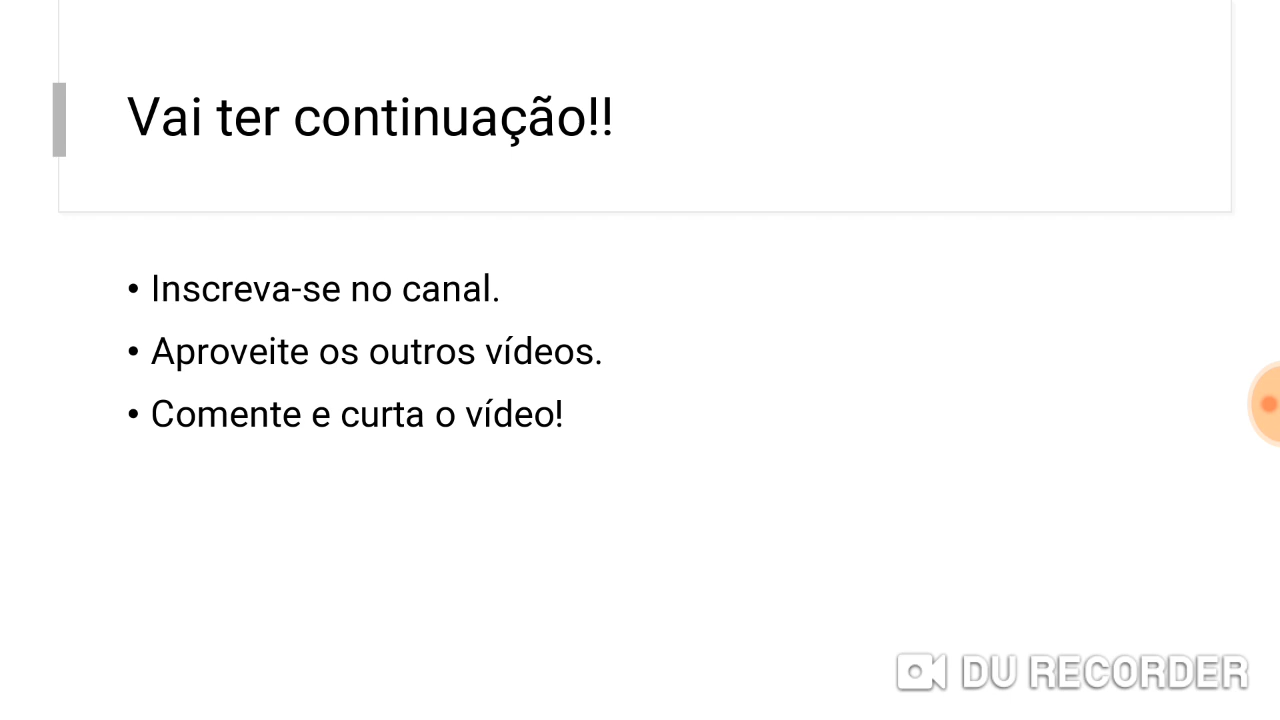 Vai ter continuação!!
• Inscreva-se no canal.
• Aproveite os outros vídeos.
• Comente e curta o vídeo!
DU RECORDER